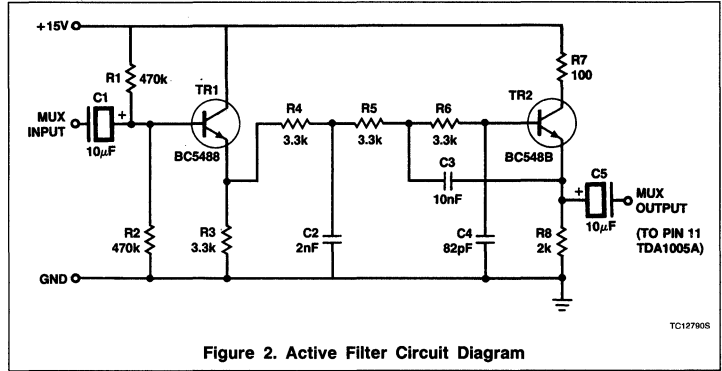 +15V
R1 470k
C1
+
MUX
INPUT
10µF
TR1
BC5488
R2
470k
R3
3.3k
GND
R4
3.3k
R5
3.3k
R6
3.3k
C2
2nF
C3
10nF
C4
82pF
R7
100
TR2
BC548B
C5
+
10µF
MUX
OUTPUT
(TO PIN 11
TDA1005A)
R8
2k
TC12790S
Figure 2. Active Filter Circuit Diagram